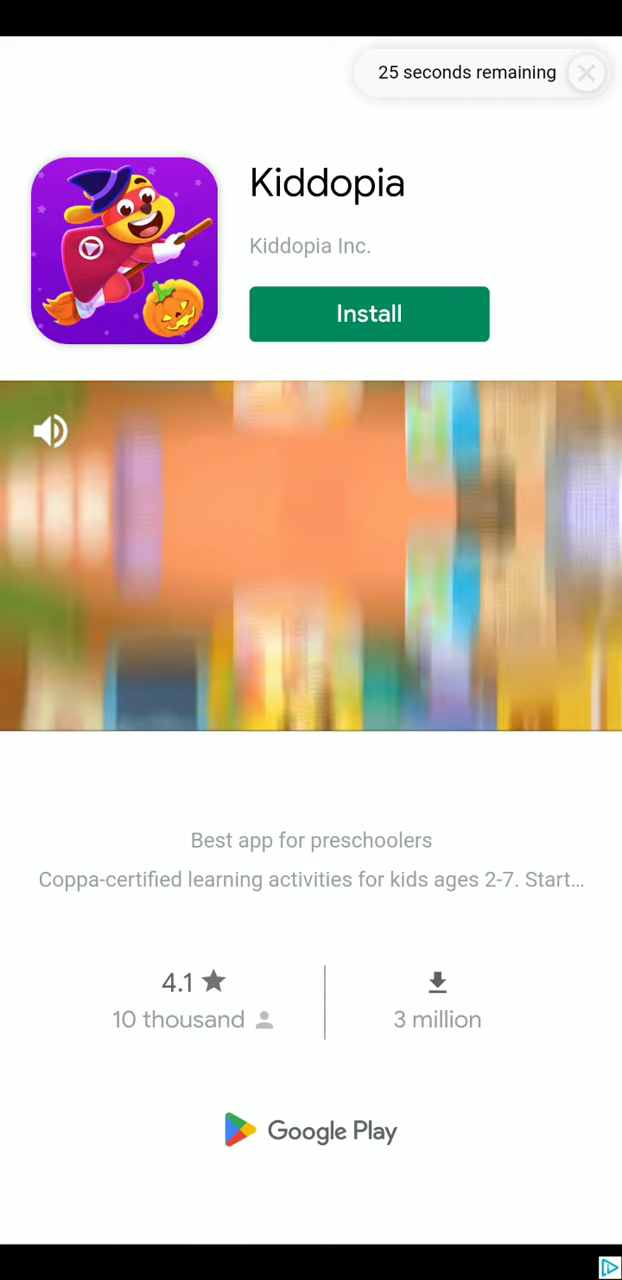 25 seconds remaining
Kiddopia
Kiddopia Inc.
Install
Best app for preschoolers
Coppa-certified learning activities for kids ages 2-7. Start...
4.1
10 thousand
3 million
Google Play